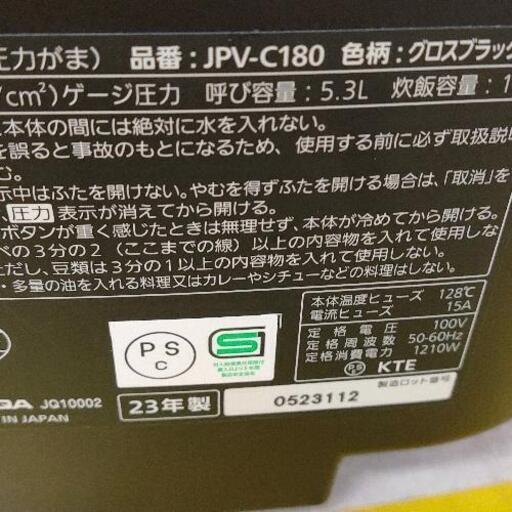 圧力がま) 品番：JPV-C180 色柄：グロスブラック
/cm²)ゲージ圧力 呼び容量：5.3L 炊飯容量：1
本体の間には絶対に水を入れない。
を誤ると事故のもとになるため、使用する前に必ず取扱説明
む。
示中はふたを開けない。やむを得ずふたを開ける場合は、「取消」を
圧力 表示が消えてから開ける。
ボタンが重く感じたときは無理せず、本体が冷めてから開ける。
べの3分の2（ここまでの線）以上の内容物を入れて使用
ただし、豆類は3分の1以上の内容物を入れて使用しない。
・多量の油を入れる料理又はカレーやシチューなどの料理はしない。
本体温度ヒューズ 128℃
電流ヒューズ 15A
定格電圧 100V
定格周波数 50-60Hz
定格消費電力 1210W
PS E KTE
PS C
S
製品安全協会
JQ10002
23年製
製造ロット番号
0523112
IN JAPAN